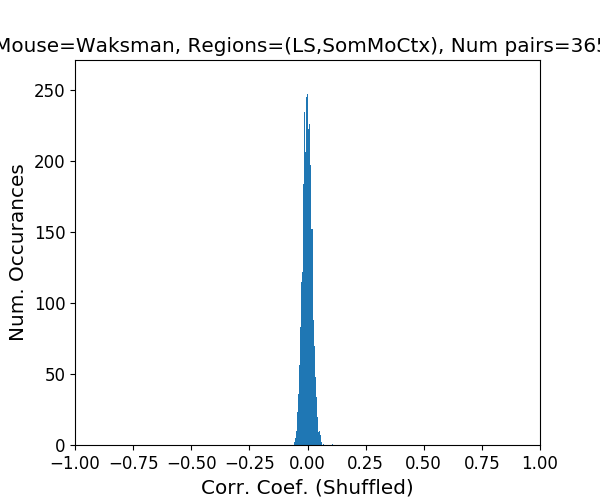 Mouse=Waksman, Regions=(LS,SomMoCtx), Num pairs=365
Num. Occurances
250
200
150
100
50
0
−1.00 −0.75 −0.50 −0.25 0.00 0.25 0.50 0.75 1.00
Corr. Coef. (Shuffled)